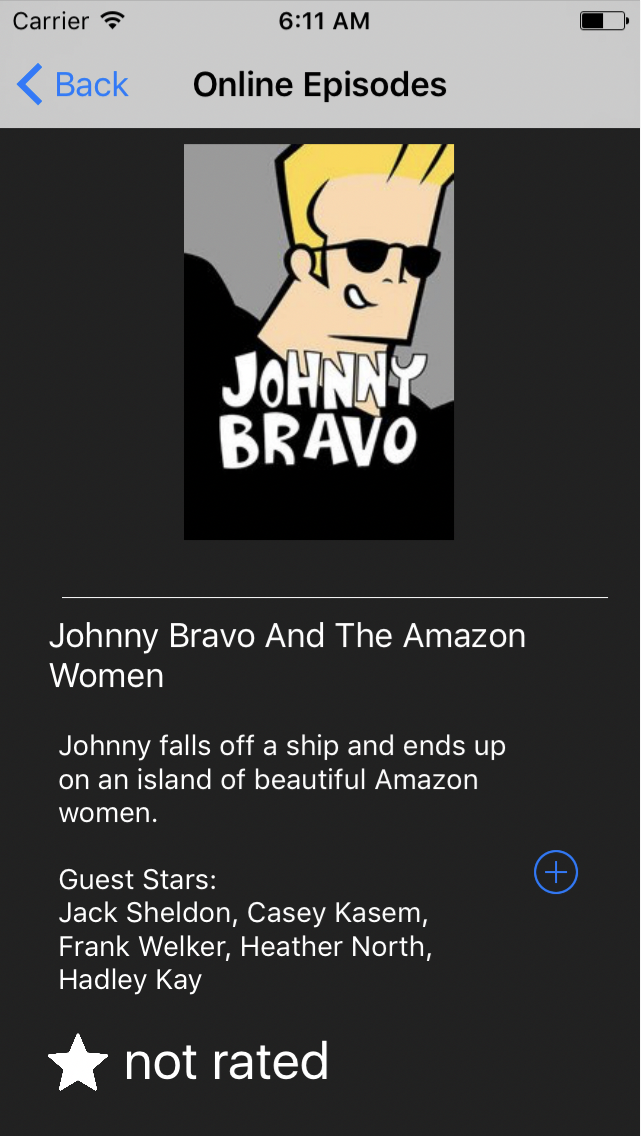 Carrier 6:11 AM
Back Online Episodes
JOHNNY
BRAVO
Johnny Bravo And The Amazon
Women
Johnny falls off a ship and ends up
on an island of beautiful Amazon
women.
Guest Stars:
Jack Sheldon, Casey Kasem,
Frank Welker, Heather North,
Hadley Kay
not rated